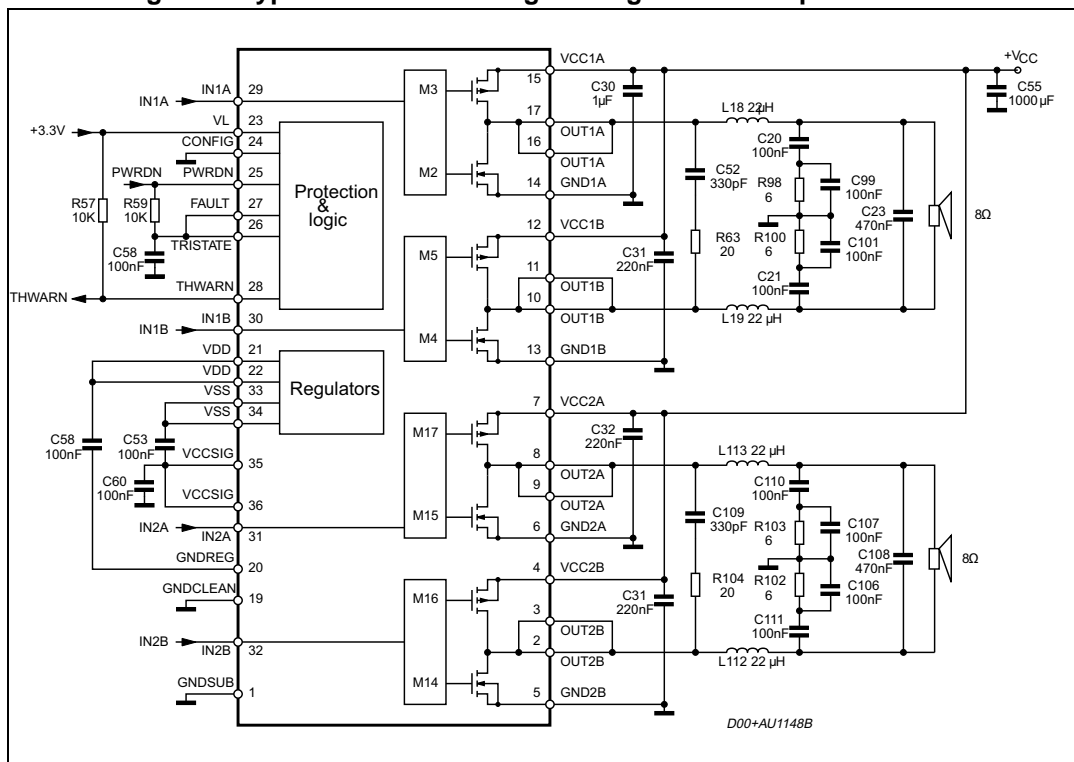 +VCC
VCC1A
15
C30
1µF
C55
1000 µF
M3
IN1A
IN1A
29
17
OUT1A
16
OUT1A
L18 22µH
C20
100nF
+3.3V
VL
23
CONFIG
24
PWRDN
PWRDN
25
Protection
&
logic
M2
14
GND1A
C52
330pF
R98
6
C99
100nF
C23
470nF
8Ω
R57
10K
R59
10K
FAULT
27
26
TRISTATE
C58
100nF
12
VCC1B
M5
C31
220nF
R63
20
R100
6
C101
100nF
11
OUT1B
10
OUT1B
C21
100nF
L19 22 µH
THWARN
THWARN
28
IN1B
IN1B
30
M4
13
GND1B
VDD
21
VDD
22
VSS
33
VSS
34
Regulators
7
VCC2A
C58
100nF
C53
100nF
M17
C32
220nF
8
OUT2A
9
OUT2A
L113 22 µH
C110
100nF
VCCSIG
35
C60
100nF
VCCSIG
36
M15
6
GND2A
C109
330pF
R103
6
C107
100nF
C108
470nF
8Ω
IN2A
IN2A
31
GNDREG
20
4
VCC2B
GNDCLEAN
19
M16
C31
220nF
R104
20
R102
6
C106
100nF
3
OUT2B
2
OUT2B
C111
100nF
L112 22 µH
IN2B
IN2B
32
M14
5
GND2B
GNDSUB
1
D00+AU1148B